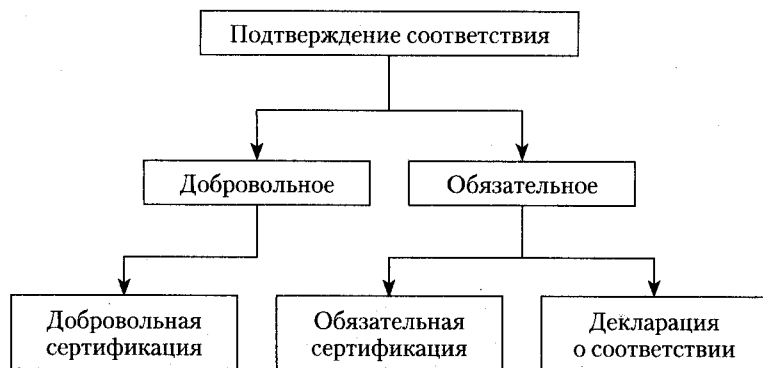 Подтверждение соответствия
Добровольное
Обязательное
Добровольная
сертификация
Обязательная
сертификация
Декларация
о соответствии